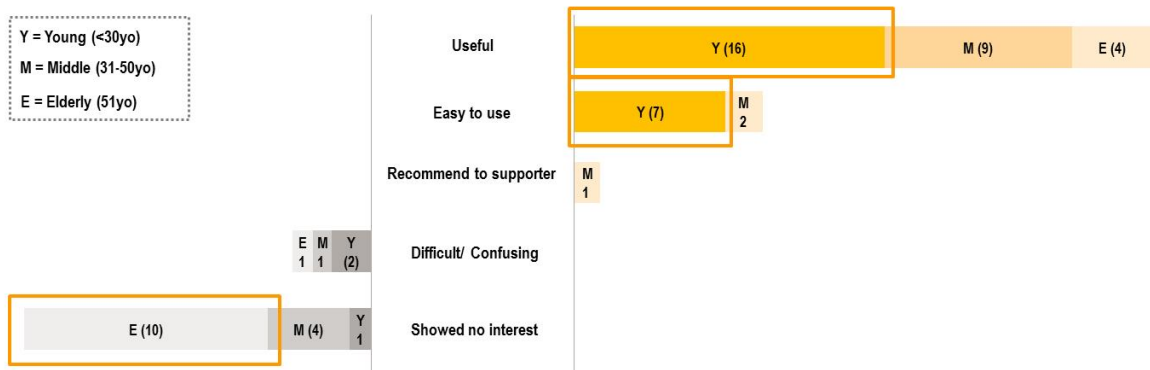 Y = Young (<30yo)
M = Middle (31-50yo)
E = Elderly (51yo)
Useful
Y (16)
M (9)
E (4)
Easy to use
Y (7)
M
2
Recommend to supporter
M
1
E
1
M
1
Y
(2)
Difficult/ Confusing
E (10)
M (4)
Y
1
Showed no interest